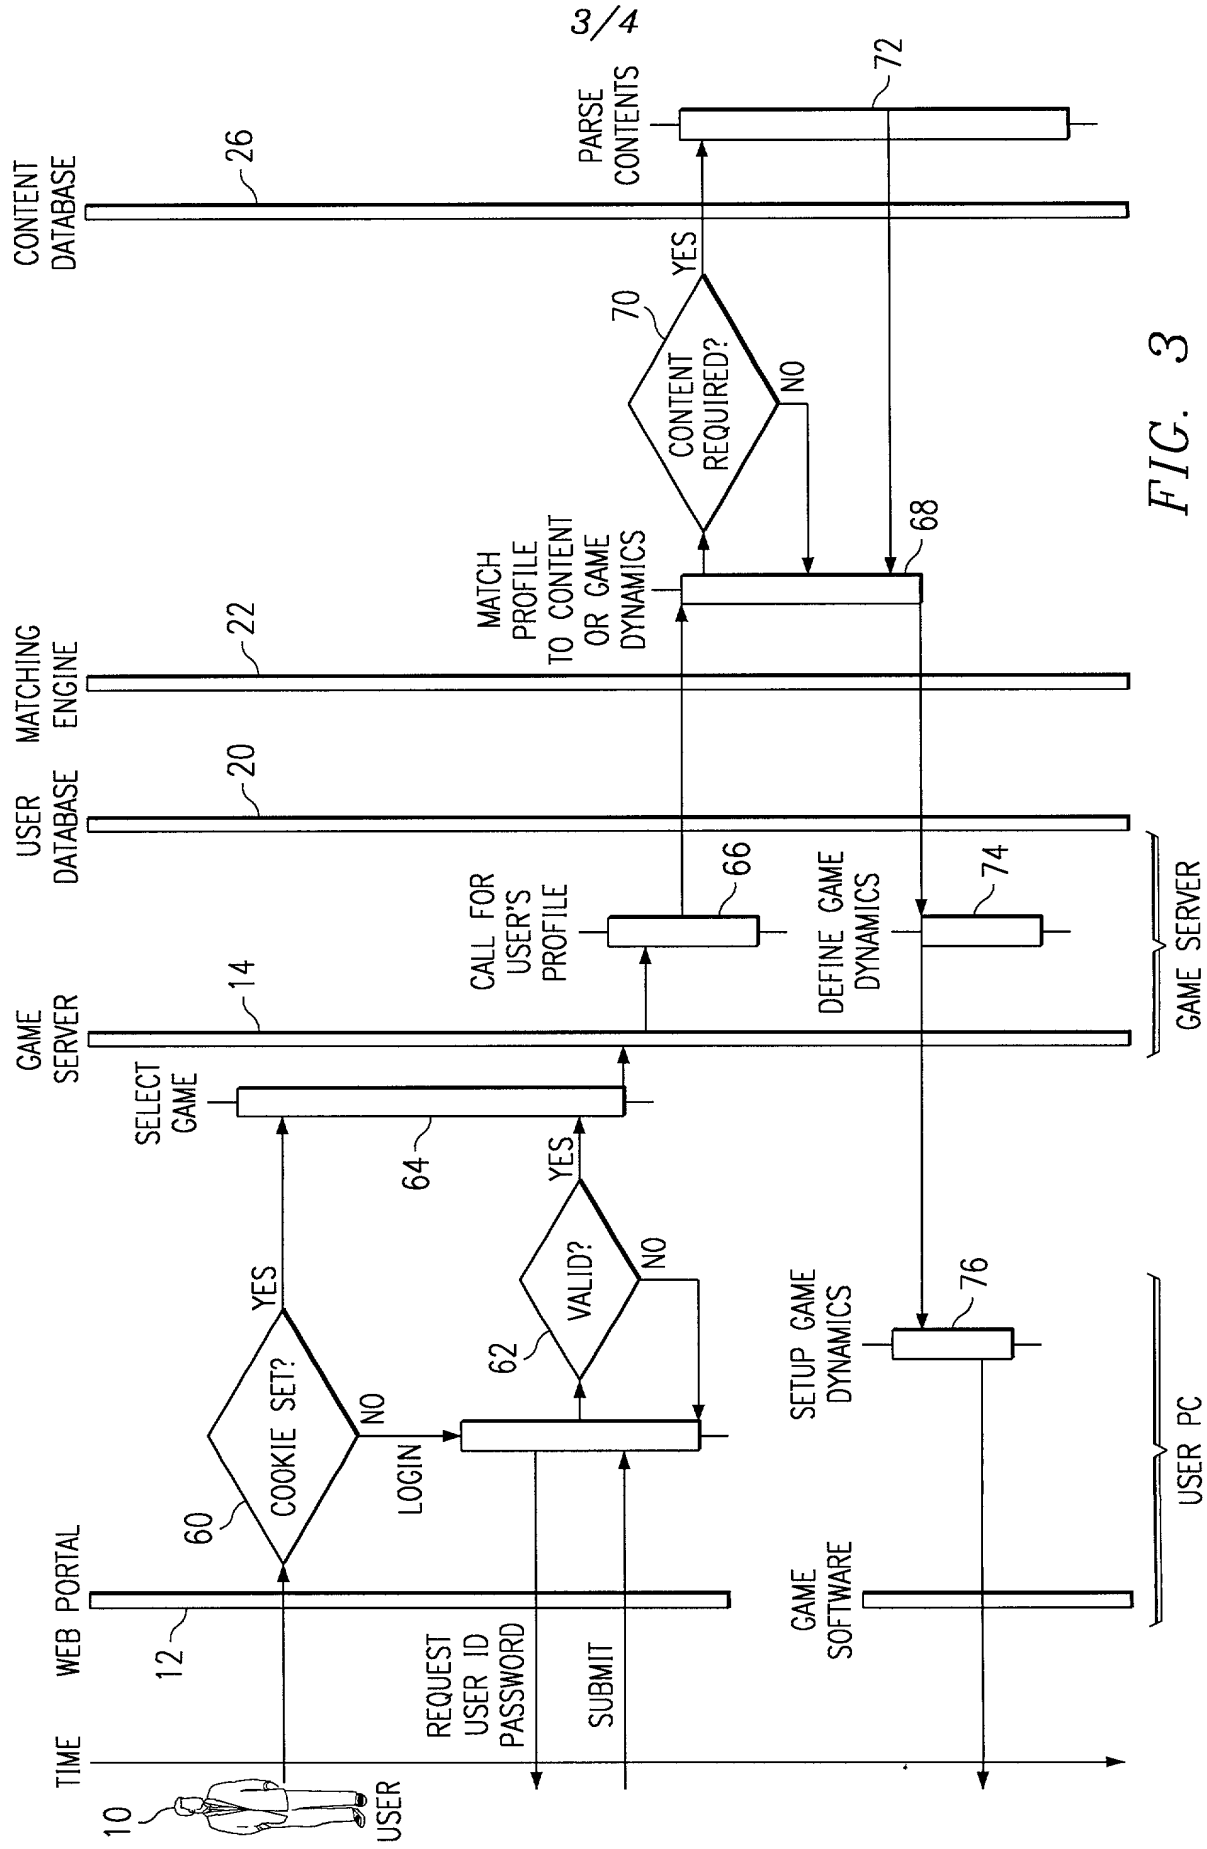 3/4
TIME
WEB PORTAL
GAME
SERVER
USER
DATABASE
MATCHING
ENGINE
CONTENT
DATABASE
10
USER
12
14
20
22
26
60
COOKIE SET?
YES
NO
LOGIN
SELECT
GAME
64
REQUEST
USER ID
PASSWORD
SUBMIT
62
VALID?
YES
NO
CALL FOR
USER'S
PROFILE
66
MATCH
PROFILE
TO CONTENT
OR GAME
DYNAMICS
68
70
CONTENT
REQUIRED?
YES
NO
PARSE
CONTENTS
72
GAME
SOFTWARE
SETUP GAME
DYNAMICS
76
DEFINE GAME
DYNAMICS
74
USER PC
GAME SERVER
FIG. 3